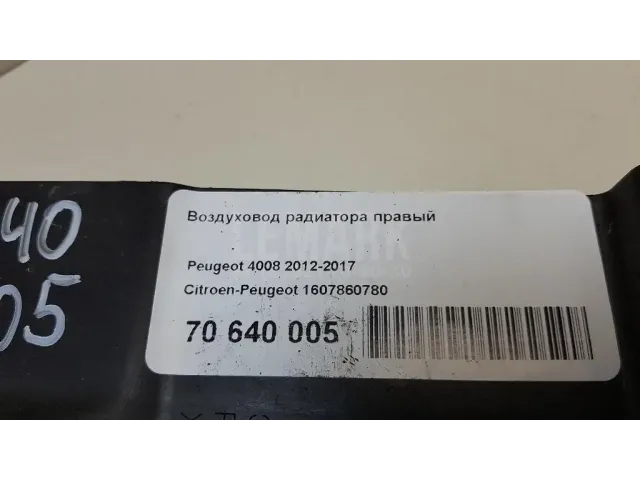 40
05
Воздуховод радиатора правый
Peugeot 4008 2012-2017
Citroen-Peugeot 1607860780
70 640 005